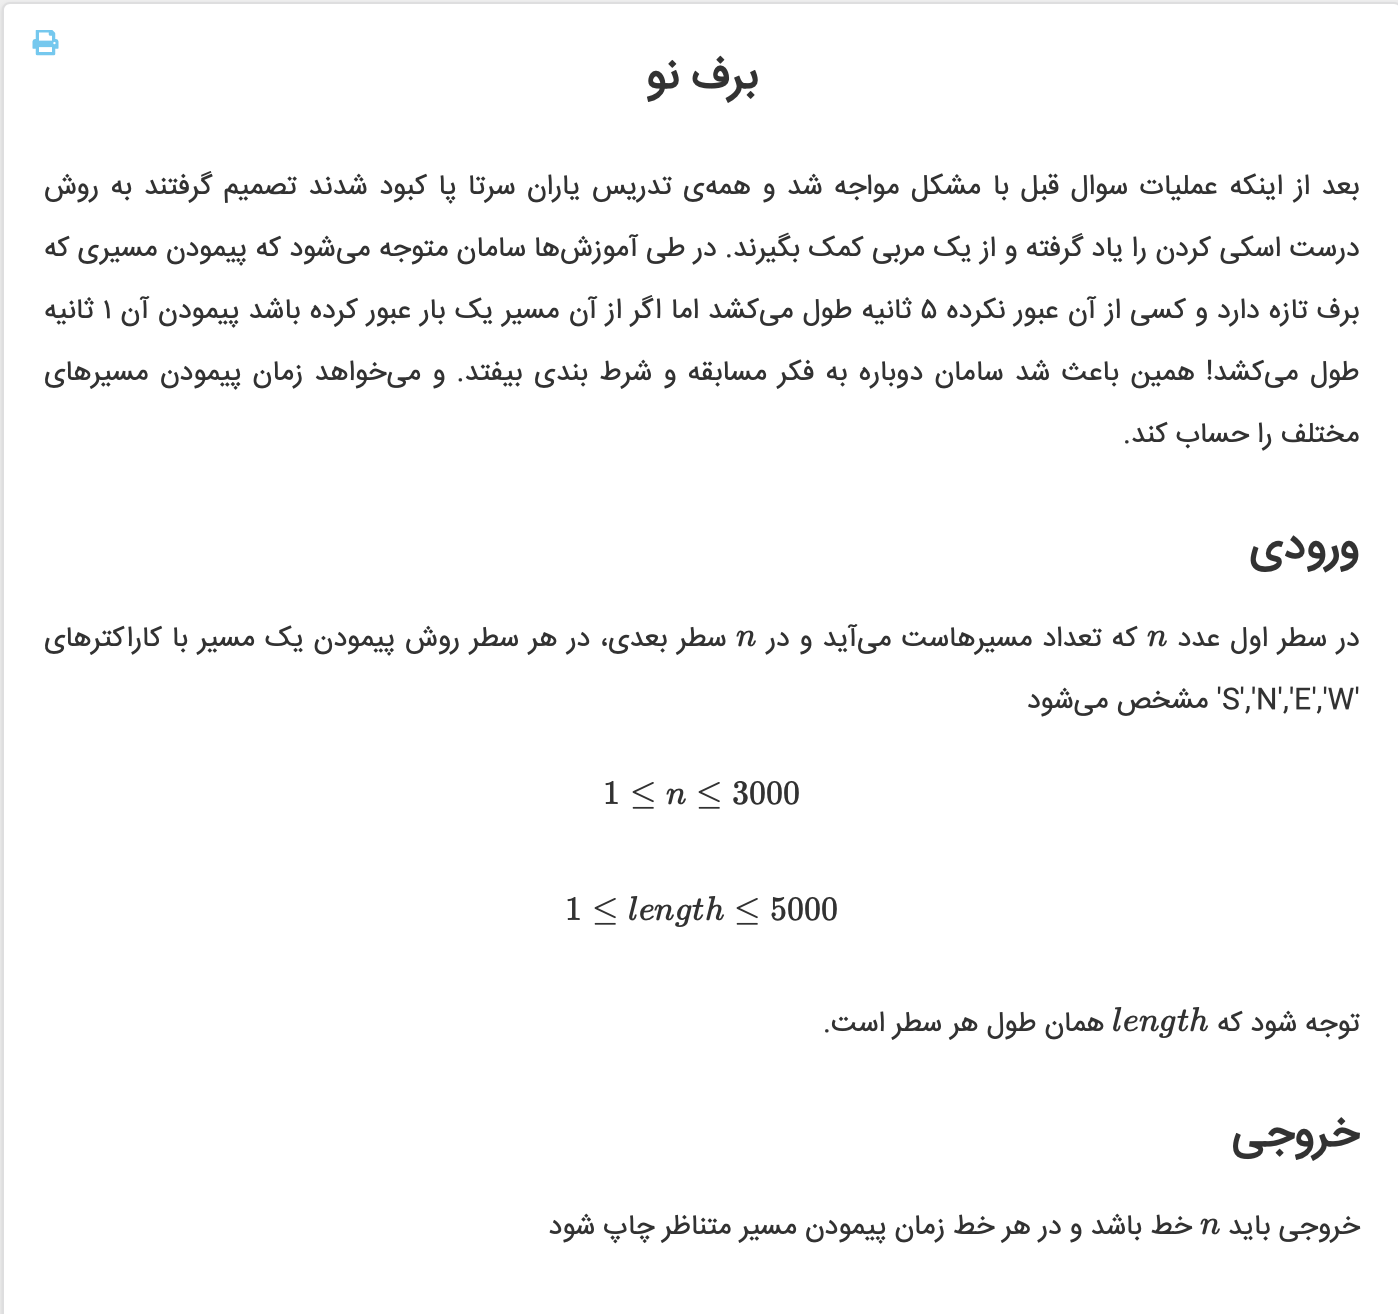 برف نو
بعد از اینکه عملیات سوال قبل با مشکل مواجه شد و همه‌ی تدریس یاران سرتا پا کبود شدند تصمیم گرفتند به روش
درست اسکی کردن را یاد گرفته و از یک مربی کمک بگیرند. در طی آموزش‌ها سامان متوجه می‌شود که پیمودن مسیری که
برف تازه دارد و کسی از آن عبور نکرده ۵ ثانیه طول می‌کشد اما اگر از آن مسیر یک بار عبور کرده باشد پیمودن آن ۱ ثانیه
طول می‌کشد! همین باعث شد سامان دوباره به فکر مسابقه و شرط بندی بیفتد. و می‌خواهد زمان پیمودن مسیرهای
مختلف را حساب کند.
ورودی
در سطر اول عدد n که تعداد مسیرهاست می‌آید و در n سطر بعدی، در هر سطر روش پیمودن یک مسیر با کاراکترهای
'S','N','E','W' مشخص می‌شود
1 ≤ n ≤ 3000
1 ≤ length ≤ 5000
توجه شود که length همان طول هر سطر است.
خروجی
خروجی باید n خط باشد و در هر خط زمان پیمودن مسیر متناظر چاپ شود